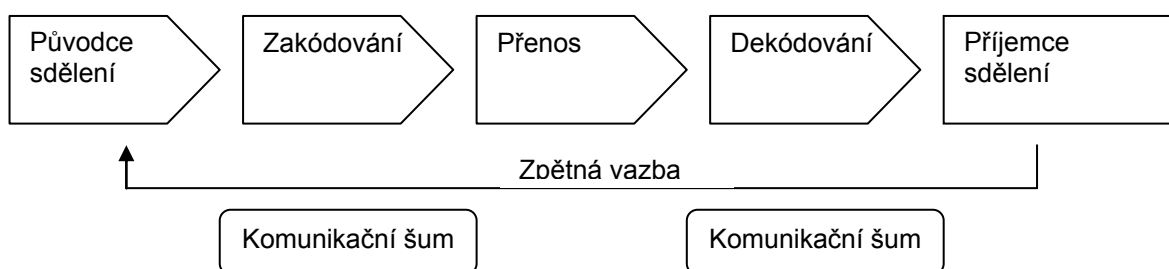 Původce
sdělení
Zakódování
Přenos
Dekódování
Příjemce
sdělení
Zpětná vazba
Komunikační šum
Komunikační šum